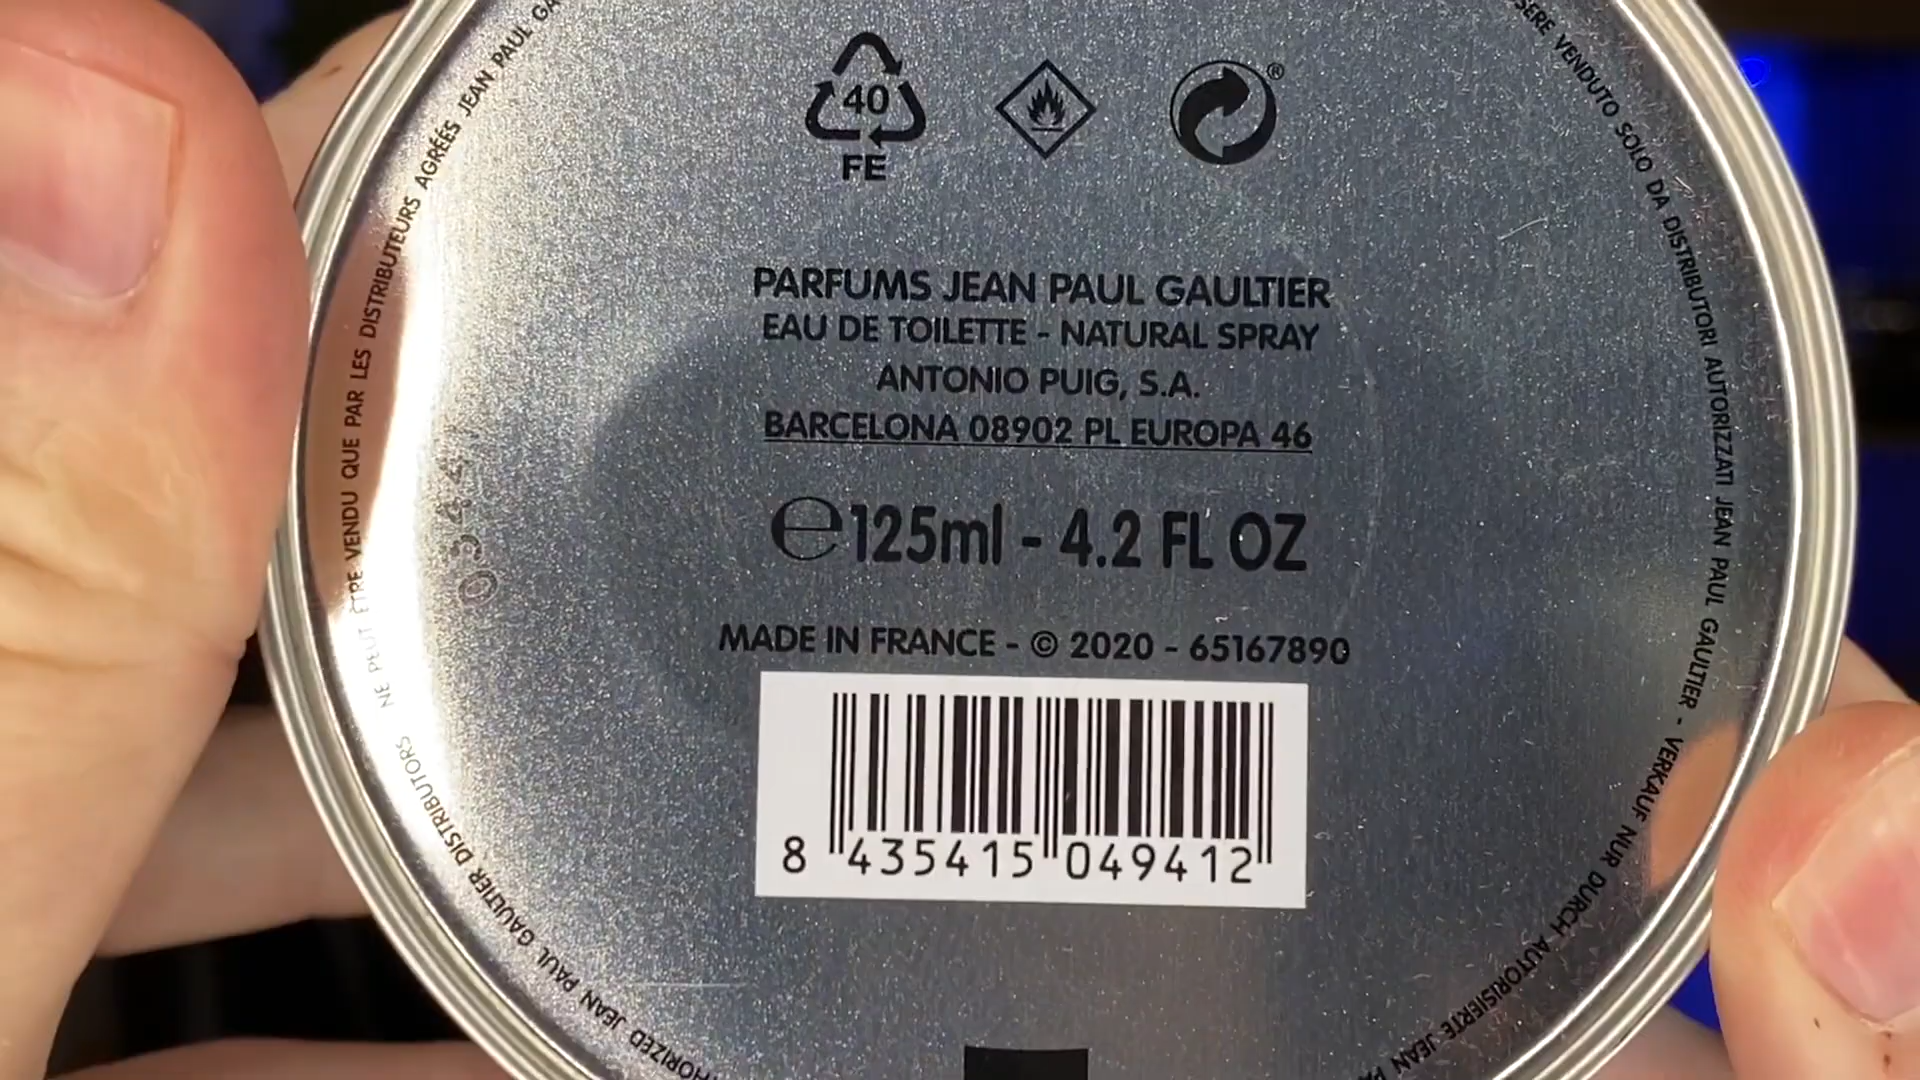 40
FE
®
PARFUMS JEAN PAUL GAULTIER
EAU DE TOILETTE - NATURAL SPRAY
ANTONIO PUIG, S.A.
BARCELONA 08902 PL EUROPA 46
℮125ml - 4.2 FL OZ
MADE IN FRANCE - © 2020 - 65167890
8 435415 049412
DISTRIBUTORS NE PEUT ÊTRE VENDU QUE PAR LES DISTRIBUTEURS AGRÉÉS JEAN PAUL
VENDUTO SOLO DA DISTRIBUTORI AUTORIZZATI JEAN PAUL GAULTIER - VERKAUF NUR DURCH AUTORISIERTE JEAN
JEAN PAUL GAULTIER